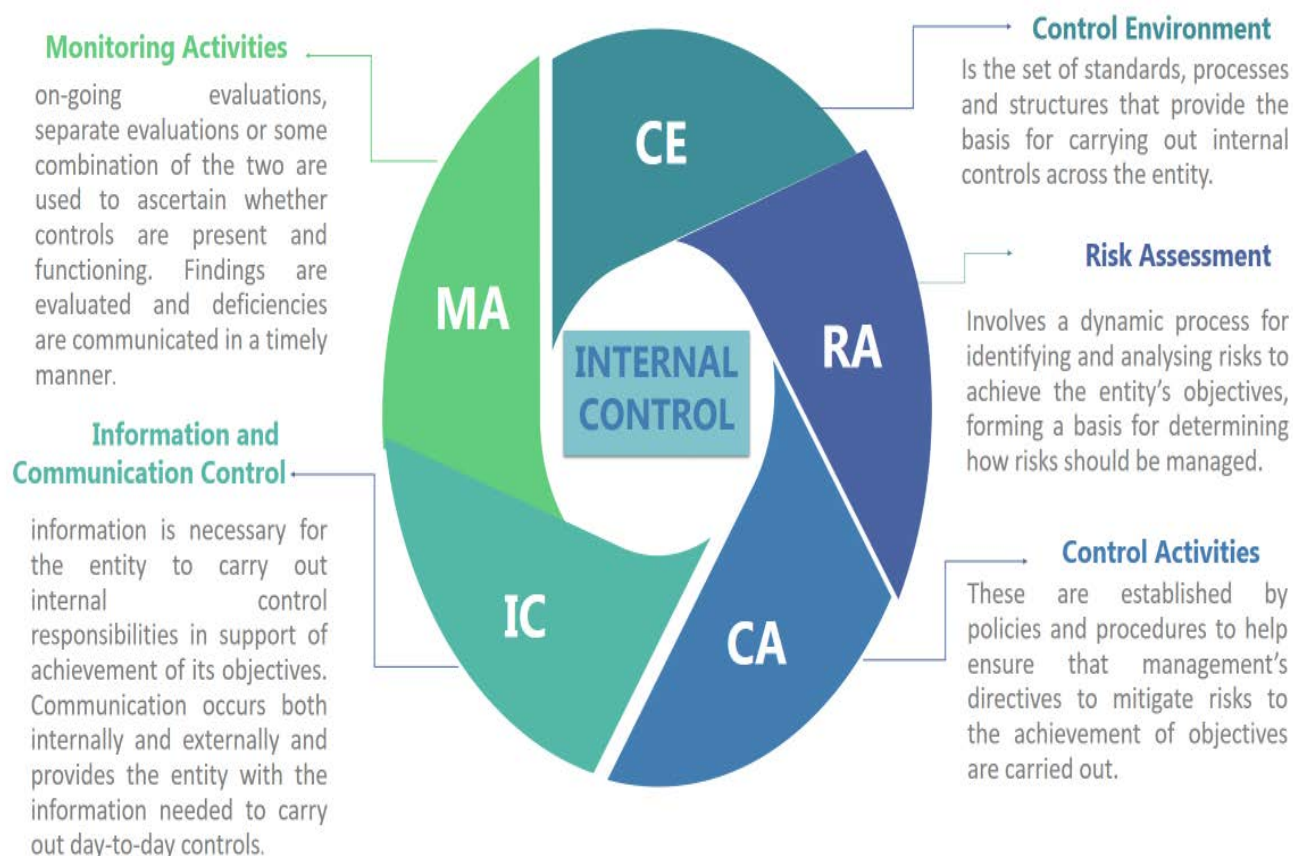 Monitoring Activities
on-going evaluations,
separate evaluations or some
combination of the two are
used to ascertain whether
controls are present and
functioning. Findings are
evaluated and deficiencies
are communicated in a timely
manner.
Information and
Communication Control
information is necessary for
the entity to carry out
internal control
responsibilities in support of
achievement of its objectives.
Communication occurs both
internally and externally and
provides the entity with the
information needed to carry
out day-to-day controls.
CE
RA
CA
IC
MA
INTERNAL
CONTROL
Control Environment
Is the set of standards, processes
and structures that provide the
basis for carrying out internal
controls across the entity.
Risk Assessment
Involves a dynamic process for
identifying and analysing risks to
achieve the entity’s objectives,
forming a basis for determining
how risks should be managed.
Control Activities
These are established by
policies and procedures to help
ensure that management’s
directives to mitigate risks to
the achievement of objectives
are carried out.